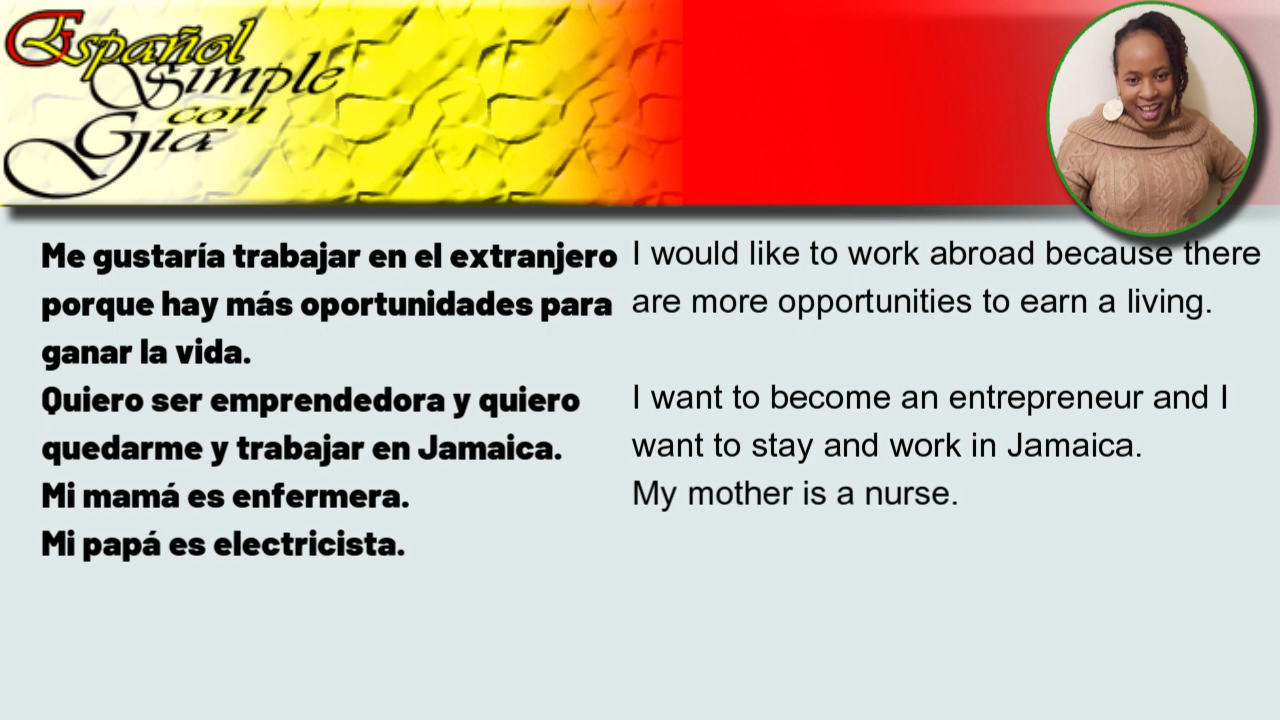 Español
Simple
con
Gia
Me gustaría trabajar en el extranjero
porque hay más oportunidades para
ganar la vida.
Quiero ser emprendedora y quiero
quedarme y trabajar en Jamaica.
Mi mamá es enfermera.
Mi papá es electricista.
I would like to work abroad because there
are more opportunities to earn a living.
I want to become an entrepreneur and I
want to stay and work in Jamaica.
My mother is a nurse.